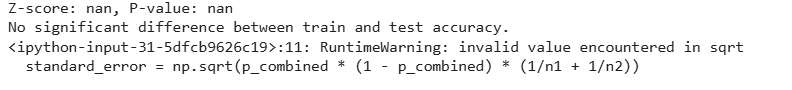 Z-score: nan, P-value: nan
No significant difference between train and test accuracy.
<ipython-input-31-5dfcb9626c19>:11: RuntimeWarning: invalid value encountered in sqrt
  standard_error = np.sqrt(p_combined * (1 - p_combined) * (1/n1 + 1/n2))